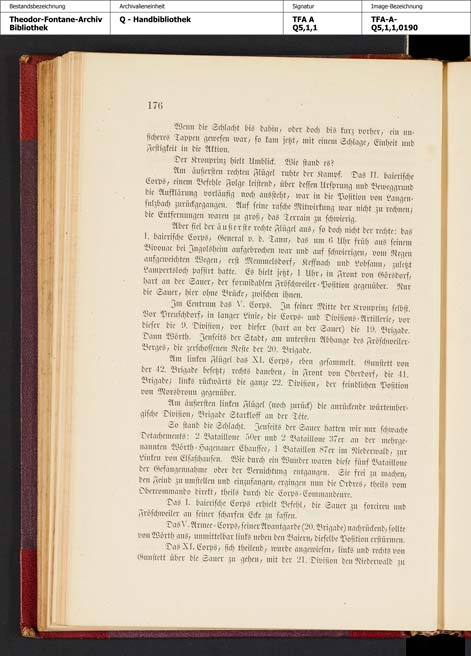 Bestandsbezeichnung
Theodor-Fontane-Archiv
Bibliothek
Archivalieneinheit
Q - Handbibliothek
Signatur
TFA A
Q5,1,1
Image-Bezeichnung
TFA-A-
Q5,1,1,0190
176
Wenn die Schlacht bis dahin, oder doch bis kurz vorher, ein un-
sicheres Tappen gewesen war, so kam jetzt, mit einem Schlage, Einheit und
Festigkeit in die Aktion.
Der Kronprinz hielt Umblick. Wie stand es?
Am äußersten rechten Flügel ruhte der Kampf. Das II. baierische
Corps, einem Befehle Folge leistend, über dessen Ursprung und Beweggrund
die Aufklärung vorläufig noch aussteht, war in die Position von Langen-
sulzbach zurückgegangen. Auf seine rasche Mitwirkung war nicht zu rechnen;
die Entfernungen waren zu groß, das Terrain zu schwierig.
Aber fiel der äußerste rechte Flügel aus, so doch nicht der rechte: das
I. baierische Corps, General v. d. Tann, das um 6 Uhr früh aus seinem
Bivouac bei Ingolsheim aufgebrochen war und auf schwierigen, vom Regen
aufgeweichten Wegen, erst Memmelsdorf, Keffnach und Lobsann, zuletzt
Lampertsloch passirt hatte. Es hielt jetzt, 1 Uhr, in Front von Görsdorf,
hart an der Sauer, der formidablen Fröschweiler-Position gegenüber. Nur
die Sauer, hier ohne Brücke, zwischen ihnen.
Im Centrum das V. Corps. In seiner Mitte der Kronprinz selbst.
Vor Preuschdorf, in langer Linie, die Corps- und Divisions-Artillerie, vor
dieser die 9. Division, vor dieser (hart an der Sauer) die 19. Brigade.
Dann Wörth. Jenseits der Stadt, am untersten Abhange des Fröschweiler-
Berges, die zerschossenen Reste der 20. Brigade.
Am linken Flügel das XI. Corps, eben gesammelt. Gunstett von
der 42. Brigade besetzt; rechts daneben, in Front von Oberdorf, die 41.
Brigade; links rückwärts die ganze 22. Division, der feindlichen Position
von Morsbronn gegenüber.
Am äußersten linken Flügel (noch zurück) die anrückende würtember-
gische Division, Brigade Starkloff an der Tête.
So stand die Schlacht. Jenseits der Sauer hatten wir nur schwache
Detachements: 2 Bataillone 50er und 2 Bataillone 37er an der mehrge-
nannten Wörth-Hagenauer Chaussee, 1 Bataillon 87er im Niederwald, zur
Linken von Elsasshausen. Wie durch ein Wunder waren diese fünf Bataillone
der Gefangennahme oder der Vernichtung entgangen. Sie frei zu machen,
den Feind zu umstellen und einzufangen, ergingen nun die Ordres, theils vom
Oberkommando direkt, theils durch die Corps-Commandeure.
Das I. baierische Corps erhielt Befehl, die Sauer zu forciren und
Fröschweiler an seiner scharfen Ecke zu fassen.
Das V. Armee-Corps, seiner Avantgarde (20. Brigade) nachrückend, sollte
von Wörth aus, unmittelbar links neben den Baiern, dieselbe Position erstürmen.
Das XI. Corps, sich theilend, wurde angewiesen, links und rechts von
Gunstett über die Sauer zu gehen, mit der 21. Division den Niederwald zu